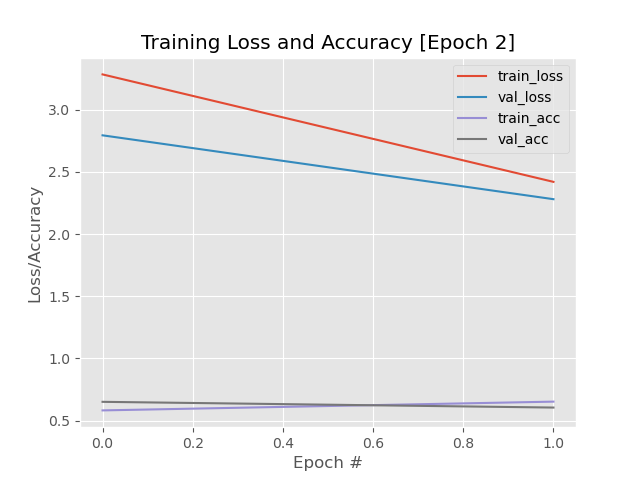 Training Loss and Accuracy [Epoch 2]
train_loss
val_loss
train_acc
val_acc
Loss/Accuracy
3.0
2.5
2.0
1.5
1.0
0.5
0.0 0.2 0.4 0.6 0.8 1.0
Epoch #